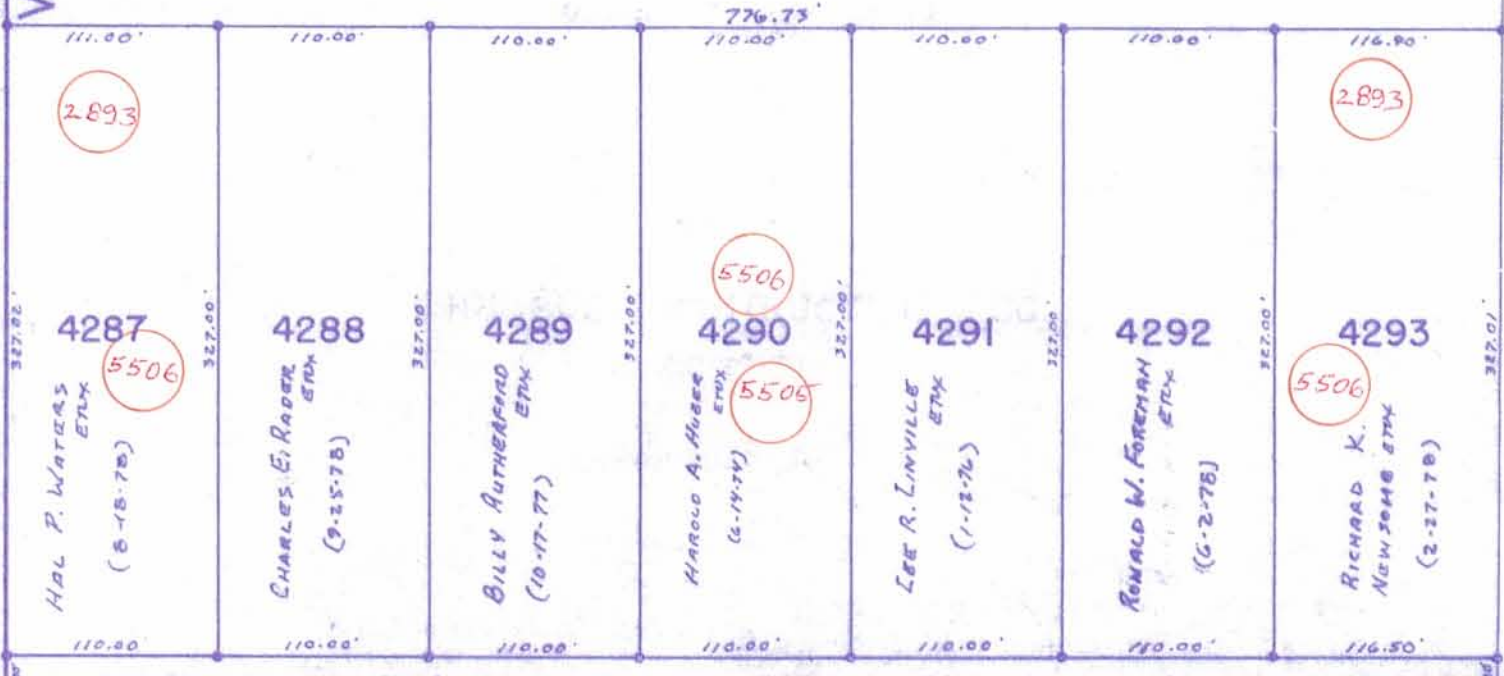 776.73'
111.00' 110.00' 110.00' 110.00' 110.00' 110.00' 116.90'
2893 2893
5506
327.02' 4287 327.00' 4288 327.00' 4289 327.00' 4290 327.00' 4291 327.00 4292 327.00' 4293 327.01'
5506 5505 5506
HAL P. WATERS
ETUX
(8-18-78)
CHARLES E. RADER
ETUX
(9-25-78)
BILLY RUTHERFORD
ETUX
(10-17-77)
HAROLD A. HUBER
ETUX
(6-14-74)
LEE R. LINVILLE
ETUX
(1-12-76)
RONALD W. FOREMAN
ETUX
(6-2-78)
RICHARD K.
NEWSOME ETUX
(2-27-78)
110.00' 110.00' 110.00' 110.00' 110.00' 110.00' 116.50'